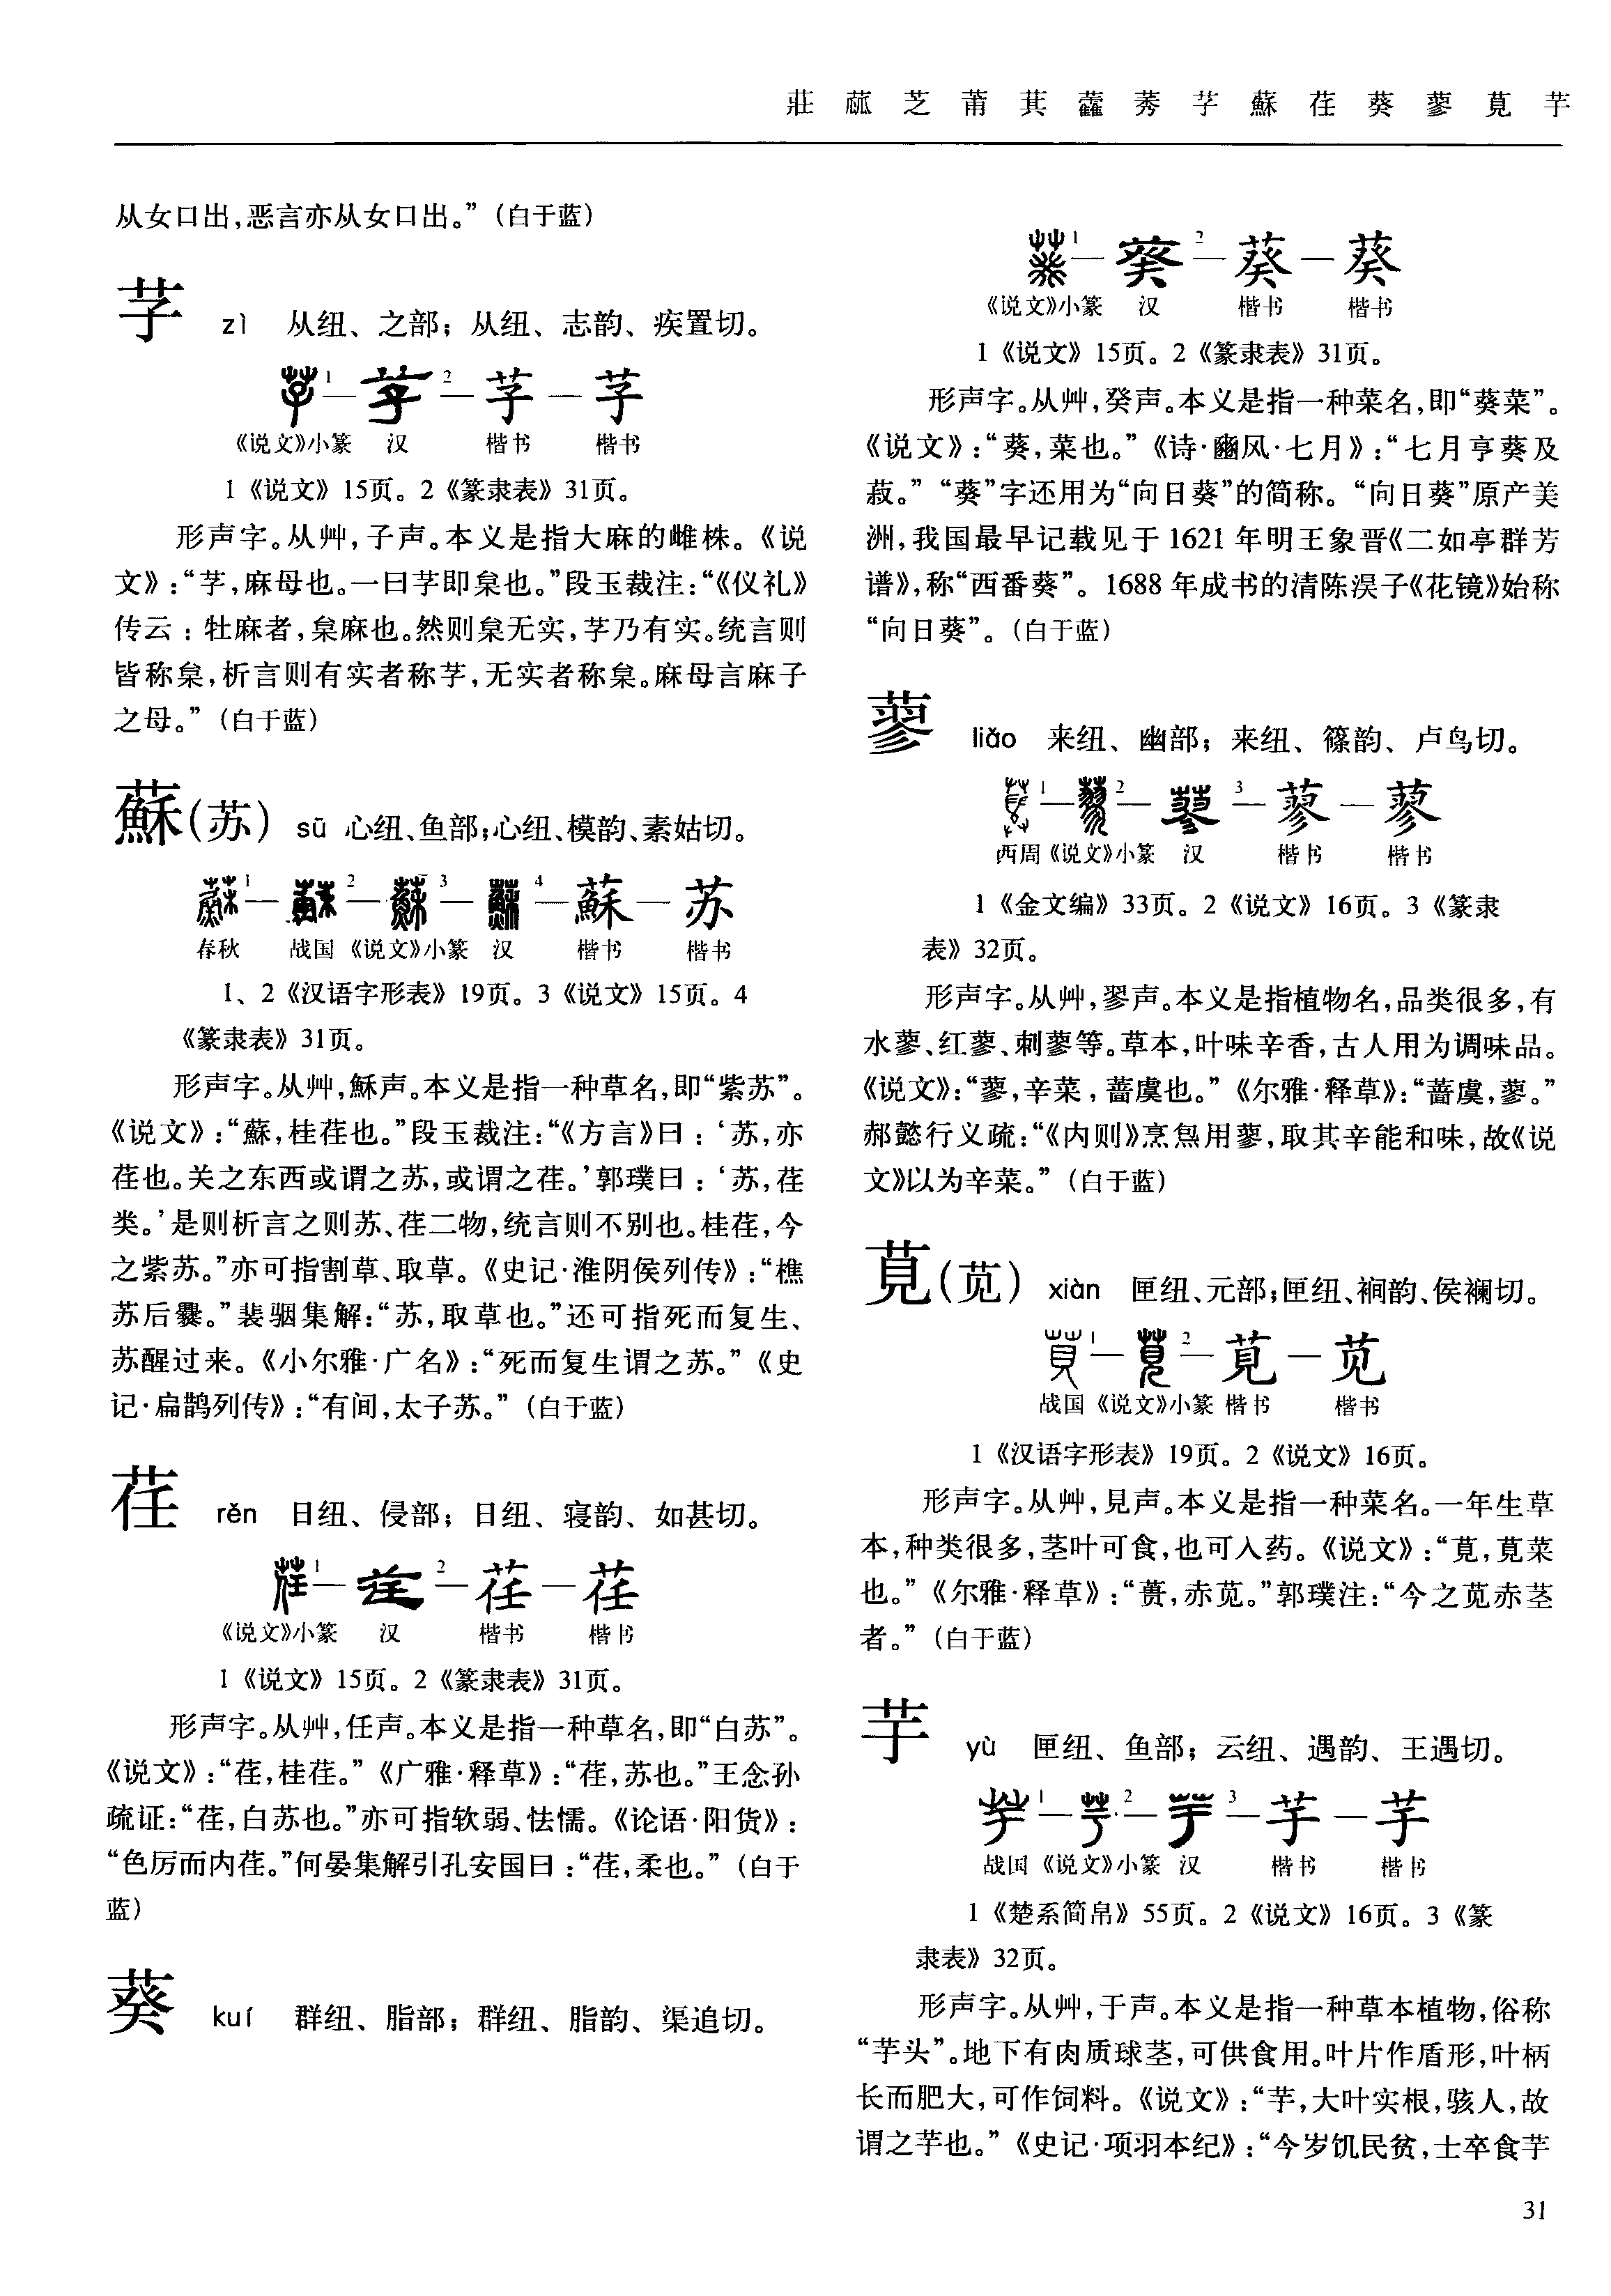 莊 蓏 芝 莆 萁 虇 莠 芓 蘇 荏 葵 蓼 莧 芋
从女口出,恶言亦从女口出。”(白于蓝)
芓 zì 从纽、之部;从纽、志韵、疾置切。
1—2—芓—芓
《说文》小篆 汉 楷书 楷书
1《说文》15页。2《篆隶表》31页。
形声字。从艸,子声。本义是指大麻的雌株。《说
文》:“芓,麻母也。一曰芓即枲也。”段玉裁注:“《仪礼》
传云:牡麻者,枲麻也。然则枲无实,芓乃有实。统言则
皆称枲,析言则有实者称芓,无实者称枲。麻母言麻子
之母。”(白于蓝)
蘇(苏) sū 心纽、鱼部;心纽、模韵、素姑切。
1—2—3—4—蘇—苏
春秋 战国《说文》小篆 汉 楷书 楷书
1、2《汉语字形表》19页。3《说文》15页。4
《篆隶表》31页。
形声字。从艸,穌声。本义是指一种草名,即“紫苏”。
《说文》:“蘇,桂荏也。”段玉裁注:“《方言》曰:‘苏,亦
荏也。关之东西或谓之苏,或谓之荏。’郭璞曰:‘苏,荏
类。’是则析言之则苏、荏二物,统言则不别也。桂荏,今
之紫苏。”亦可指割草、取草。《史记·淮阴侯列传》:“樵
苏后爨。”裴骃集解:“苏,取草也。”还可指死而复生、
苏醒过来。《小尔雅·广名》:“死而复生谓之苏。”《史
记·扁鹊列传》:“有间,太子苏。”(白于蓝)
荏 rěn 日纽、侵部;日纽、寝韵、如甚切。
1—2—荏—荏
《说文》小篆 汉 楷书 楷书
1《说文》15页。2《篆隶表》31页。
形声字。从艸,任声。本义是指一种草名,即“白苏”。
《说文》:“荏,桂荏。”《广雅·释草》:“荏,苏也。”王念孙
疏证:“荏,白苏也。”亦可指软弱、怯懦。《论语·阳货》:
“色厉而内荏。”何晏集解引孔安国曰:“荏,柔也。”(白于
蓝)
葵 kuí 群纽、脂部;群纽、脂韵、渠追切。
1—2—葵—葵
《说文》小篆 汉 楷书 楷书
1《说文》15页。2《篆隶表》31页。
形声字。从艸,癸声。本义是指一种菜名,即“葵菜”。
《说文》:“葵,菜也。”《诗·豳风·七月》:“七月亨葵及
菽。”“葵”字还用为“向日葵”的简称。“向日葵”原产美
洲,我国最早记载见于1621年明王象晋《二如亭群芳
谱》,称“西番葵”。1688年成书的清陈淏子《花镜》始称
“向日葵”。(白于蓝)
蓼 liǎo 来纽、幽部;来纽、篠韵、卢鸟切。
1—2—3—蓼—蓼
西周《说文》小篆 汉 楷书 楷书
1《金文编》33页。2《说文》16页。3《篆隶
表》32页。
形声字。从艸,翏声。本义是指植物名,品类很多,有
水蓼、红蓼、刺蓼等。草本,叶味辛香,古人用为调味品。
《说文》:“蓼,辛菜,蔷虞也。”《尔雅·释草》:“蔷虞,蓼。”
郝懿行义疏:“《内则》烹炰用蓼,取其辛能和味,故《说
文》以为辛菜。”(白于蓝)
莧(苋) xiàn 匣纽、元部;匣纽、裥韵、侯襕切。
1—2—莧—苋
战国《说文》小篆 楷书 楷书
1《汉语字形表》19页。2《说文》16页。
形声字。从艸,見声。本义是指一种菜名。一年生草
本,种类很多,茎叶可食,也可入药。《说文》:“莧,莧菜
也。”《尔雅·释草》:“蒉,赤苋。”郭璞注:“今之苋赤茎
者。”(白于蓝)
芋 yù 匣纽、鱼部;云纽、遇韵、王遇切。
1—2—3—芋—芋
战国《说文》小篆 汉 楷书 楷书
1《楚系简帛》55页。2《说文》16页。3《篆
隶表》32页。
形声字。从艸,于声。本义是指一种草本植物,俗称
“芋头”。地下有肉质球茎,可供食用。叶片作盾形,叶柄
长而肥大,可作饲料。《说文》:“芋,大叶实根,骇人,故
谓之芋也。”《史记·项羽本纪》:“今岁饥民贫,士卒食芋
31